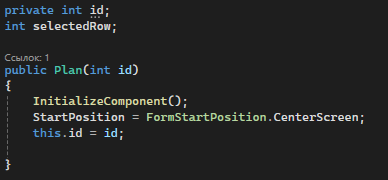 private int id;
int selectedRow;
Ссылок: 1
public Plan(int id)
{
InitializeComponent();
StartPosition = FormStartPosition.CenterScreen;
this.id = id;
}